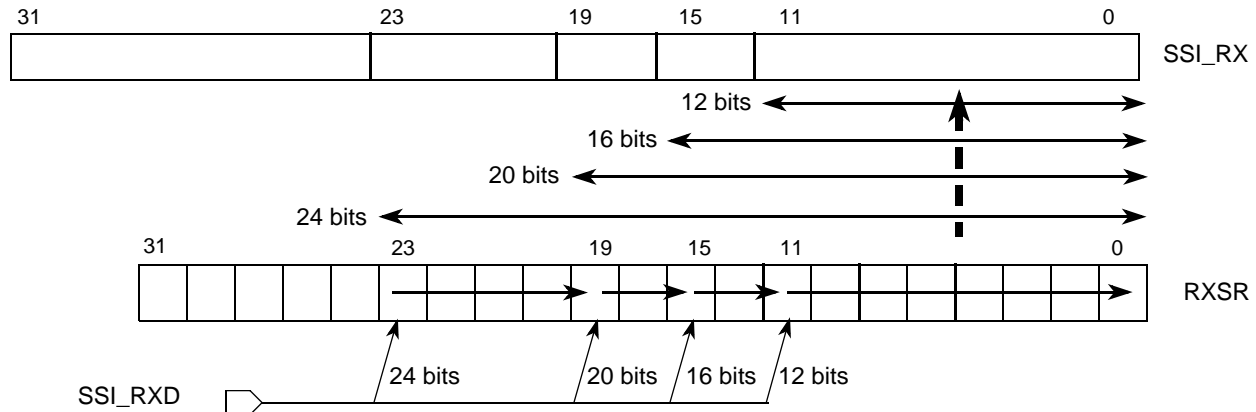 31 23 19 15 11 0
SSI_RX
12 bits
16 bits
20 bits
24 bits
31 23 19 15 11 0
RXSR
24 bits 20 bits 16 bits 12 bits
SSI_RXD